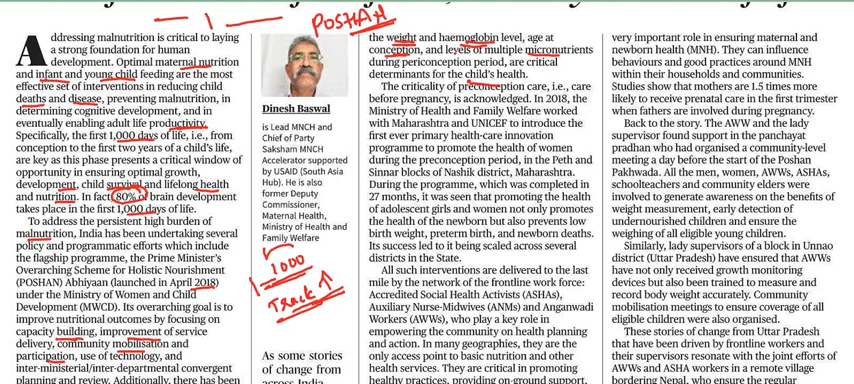 POSHAN
Addressing malnutrition is critical to laying
a strong foundation for human
development. Optimal maternal nutrition
and infant and young child feeding are the most
effective set of interventions in reducing child
deaths and disease, preventing malnutrition, in
determining cognitive development, and in
eventually enabling adult life productivity.
Specifically, the first 1,000 days of life, i.e., from
conception to the first two years of a child's life,
are key as this phase presents a critical window of
opportunity in ensuring optimal growth,
development, child survival and lifelong health
and nutrition. In fact 80% of brain development
takes place in the first 1,000 days of life.
To address the persistent high burden of
malnutrition, India has been undertaking several
policy and programmatic efforts which include
the flagship programme, the Prime Minister's
Overarching Scheme for Holistic Nourishment
(POSHAN) Abhiyaan (launched in April 2018)
under the Ministry of Women and Child
Development (MWCD). Its overarching goal is to
improve nutritional outcomes by focusing on
capacity building, improvement of service
delivery, community mobilisation and
participation, use of technology, and
inter-ministerial/inter-departmental convergent
planning and review. Additionally, there has been
Dinesh Baswal
is Lead MNCH and
Chief of Party
Saksham MNCH
Accelerator supported
by USAID (South Asia
Hub). He is also
former Deputy
Commissioner,
Maternal Health,
Ministry of Health and
Family Welfare
1000
Track
As some stories
of change from
across India
the weight and haemoglobin level, age at
conception, and levels of multiple micronutrients
during periconception period, are critical
determinants for the child's health.
The criticality of preconception care, i.e., care
before pregnancy, is acknowledged. In 2018, the
Ministry of Health and Family Welfare worked
with Maharashtra and UNICEF to introduce the
first ever primary health-care innovation
programme to promote the health of women
during the preconception period, in the Peth and
Sinnar blocks of Nashik district, Maharashtra.
During the programme, which was completed in
27 months, it was seen that promoting the health
of adolescent girls and women not only promotes
the health of the newborn but also prevents low
birth weight, preterm birth, and newborn deaths.
Its success led to it being scaled across several
districts in the State.
All such interventions are delivered to the last
mile by the network of the frontline work force:
Accredited Social Health Activists (ASHAs),
Auxiliary Nurse-Midwives (ANMs) and Anganwadi
Workers (AWWs), who play a key role in
empowering the community on health planning
and action. In many geographies, they are the
only access point to basic nutrition and other
health services. They are critical in promoting
healthy practices, providing on-ground support,
very important role in ensuring maternal and
newborn health (MNH). They can influence
behaviours and good practices around MNH
within their households and communities.
Studies show that mothers are 1.5 times more
likely to receive prenatal care in the first trimester
when fathers are involved during pregnancy.
Back to the story. The AWW and the lady
supervisor found support in the panchayat
pradhan who had organised a community-level
meeting a day before the start of the Poshan
Pakhwada. All the men, women, AWWs, ASHAs,
schoolteachers and community elders were
involved to generate awareness on the benefits of
weight measurement, early detection of
undernourished children and ensure the
weighing of all eligible young children.
Similarly, lady supervisors of a block in Unnao
district (Uttar Pradesh) have ensured that AWWs
have not only received growth monitoring
devices but also been trained to measure and
record body weight accurately. Community
mobilisation meetings to ensure coverage of all
eligible children were also organised.
These stories of change from Uttar Pradesh
that have been driven by frontline workers and
their supervisors resonate with the joint efforts of
AWWs and ASHA workers in a remote village
bordering Nepal, who ensure the regular